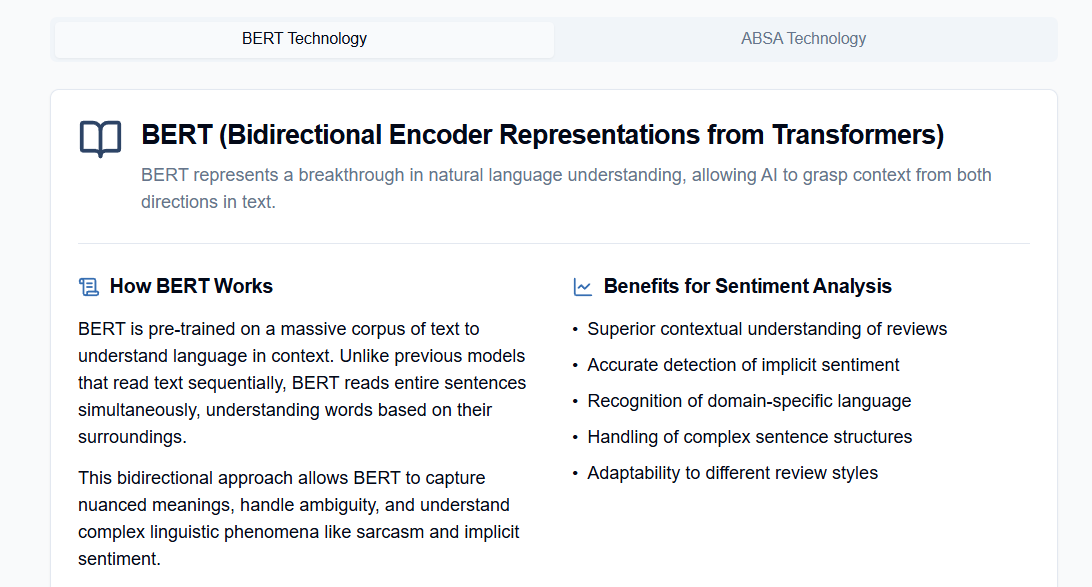 BERT Technology
ABSA Technology
BERT (Bidirectional Encoder Representations from Transformers)
BERT represents a breakthrough in natural language understanding, allowing AI to grasp context from both
directions in text.
How BERT Works
BERT is pre-trained on a massive corpus of text to
understand language in context. Unlike previous models
that read text sequentially, BERT reads entire sentences
simultaneously, understanding words based on their
surroundings.
This bidirectional approach allows BERT to capture
nuanced meanings, handle ambiguity, and understand
complex linguistic phenomena like sarcasm and implicit
sentiment.
Benefits for Sentiment Analysis
• Superior contextual understanding of reviews
• Accurate detection of implicit sentiment
• Recognition of domain-specific language
• Handling of complex sentence structures
• Adaptability to different review styles